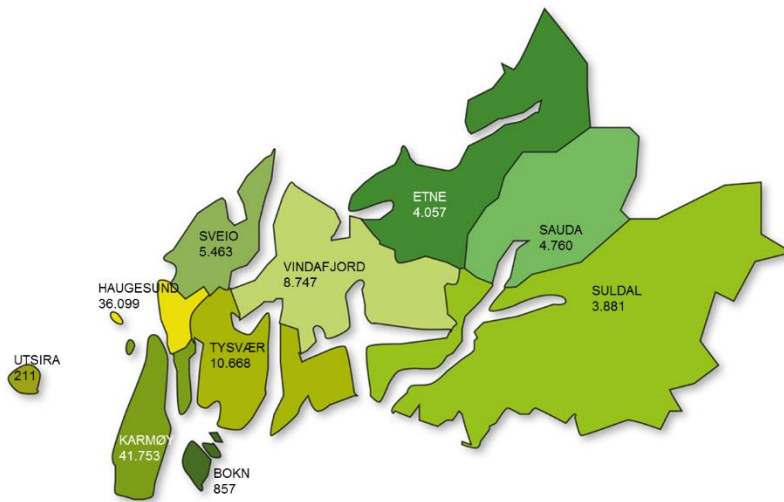 ETNE
4.057
SAUDA
4.760
SVEIO
5.463
VINDAFJORD
8.747
SULDAL
3.881
HAUGESUND
36.099
TYSVÆR
10.668
UTSIRA
211
KARMØY
41.753
BOKN
857